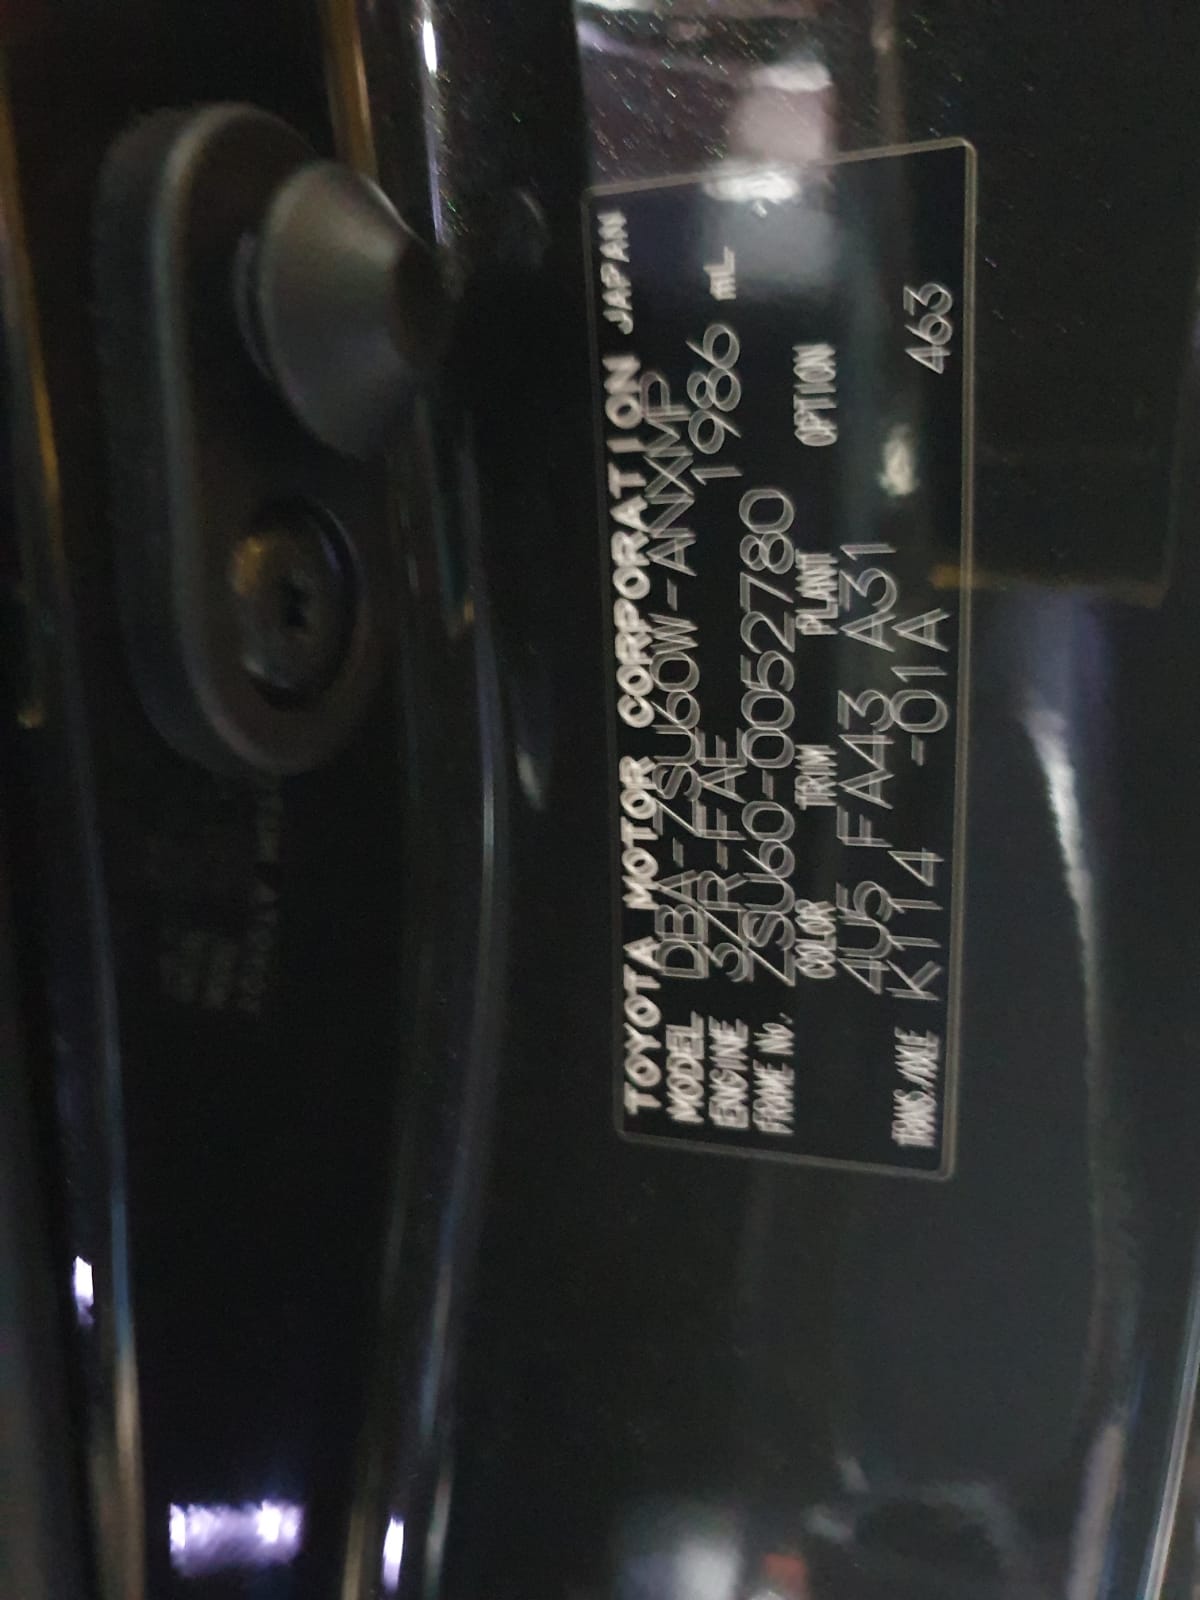 TOYOTA MOTOR CORPORATION JAPAN
MODEL DBA-ZSU60W-ANXMP
ENGINE 3ZR-FAE 1986 mL
FRAME No. ZSU60-0052780
COLOR TRIM PLANT OPTION
4U5 FA43 A31
TRANS./AXLE K114 -01A 463